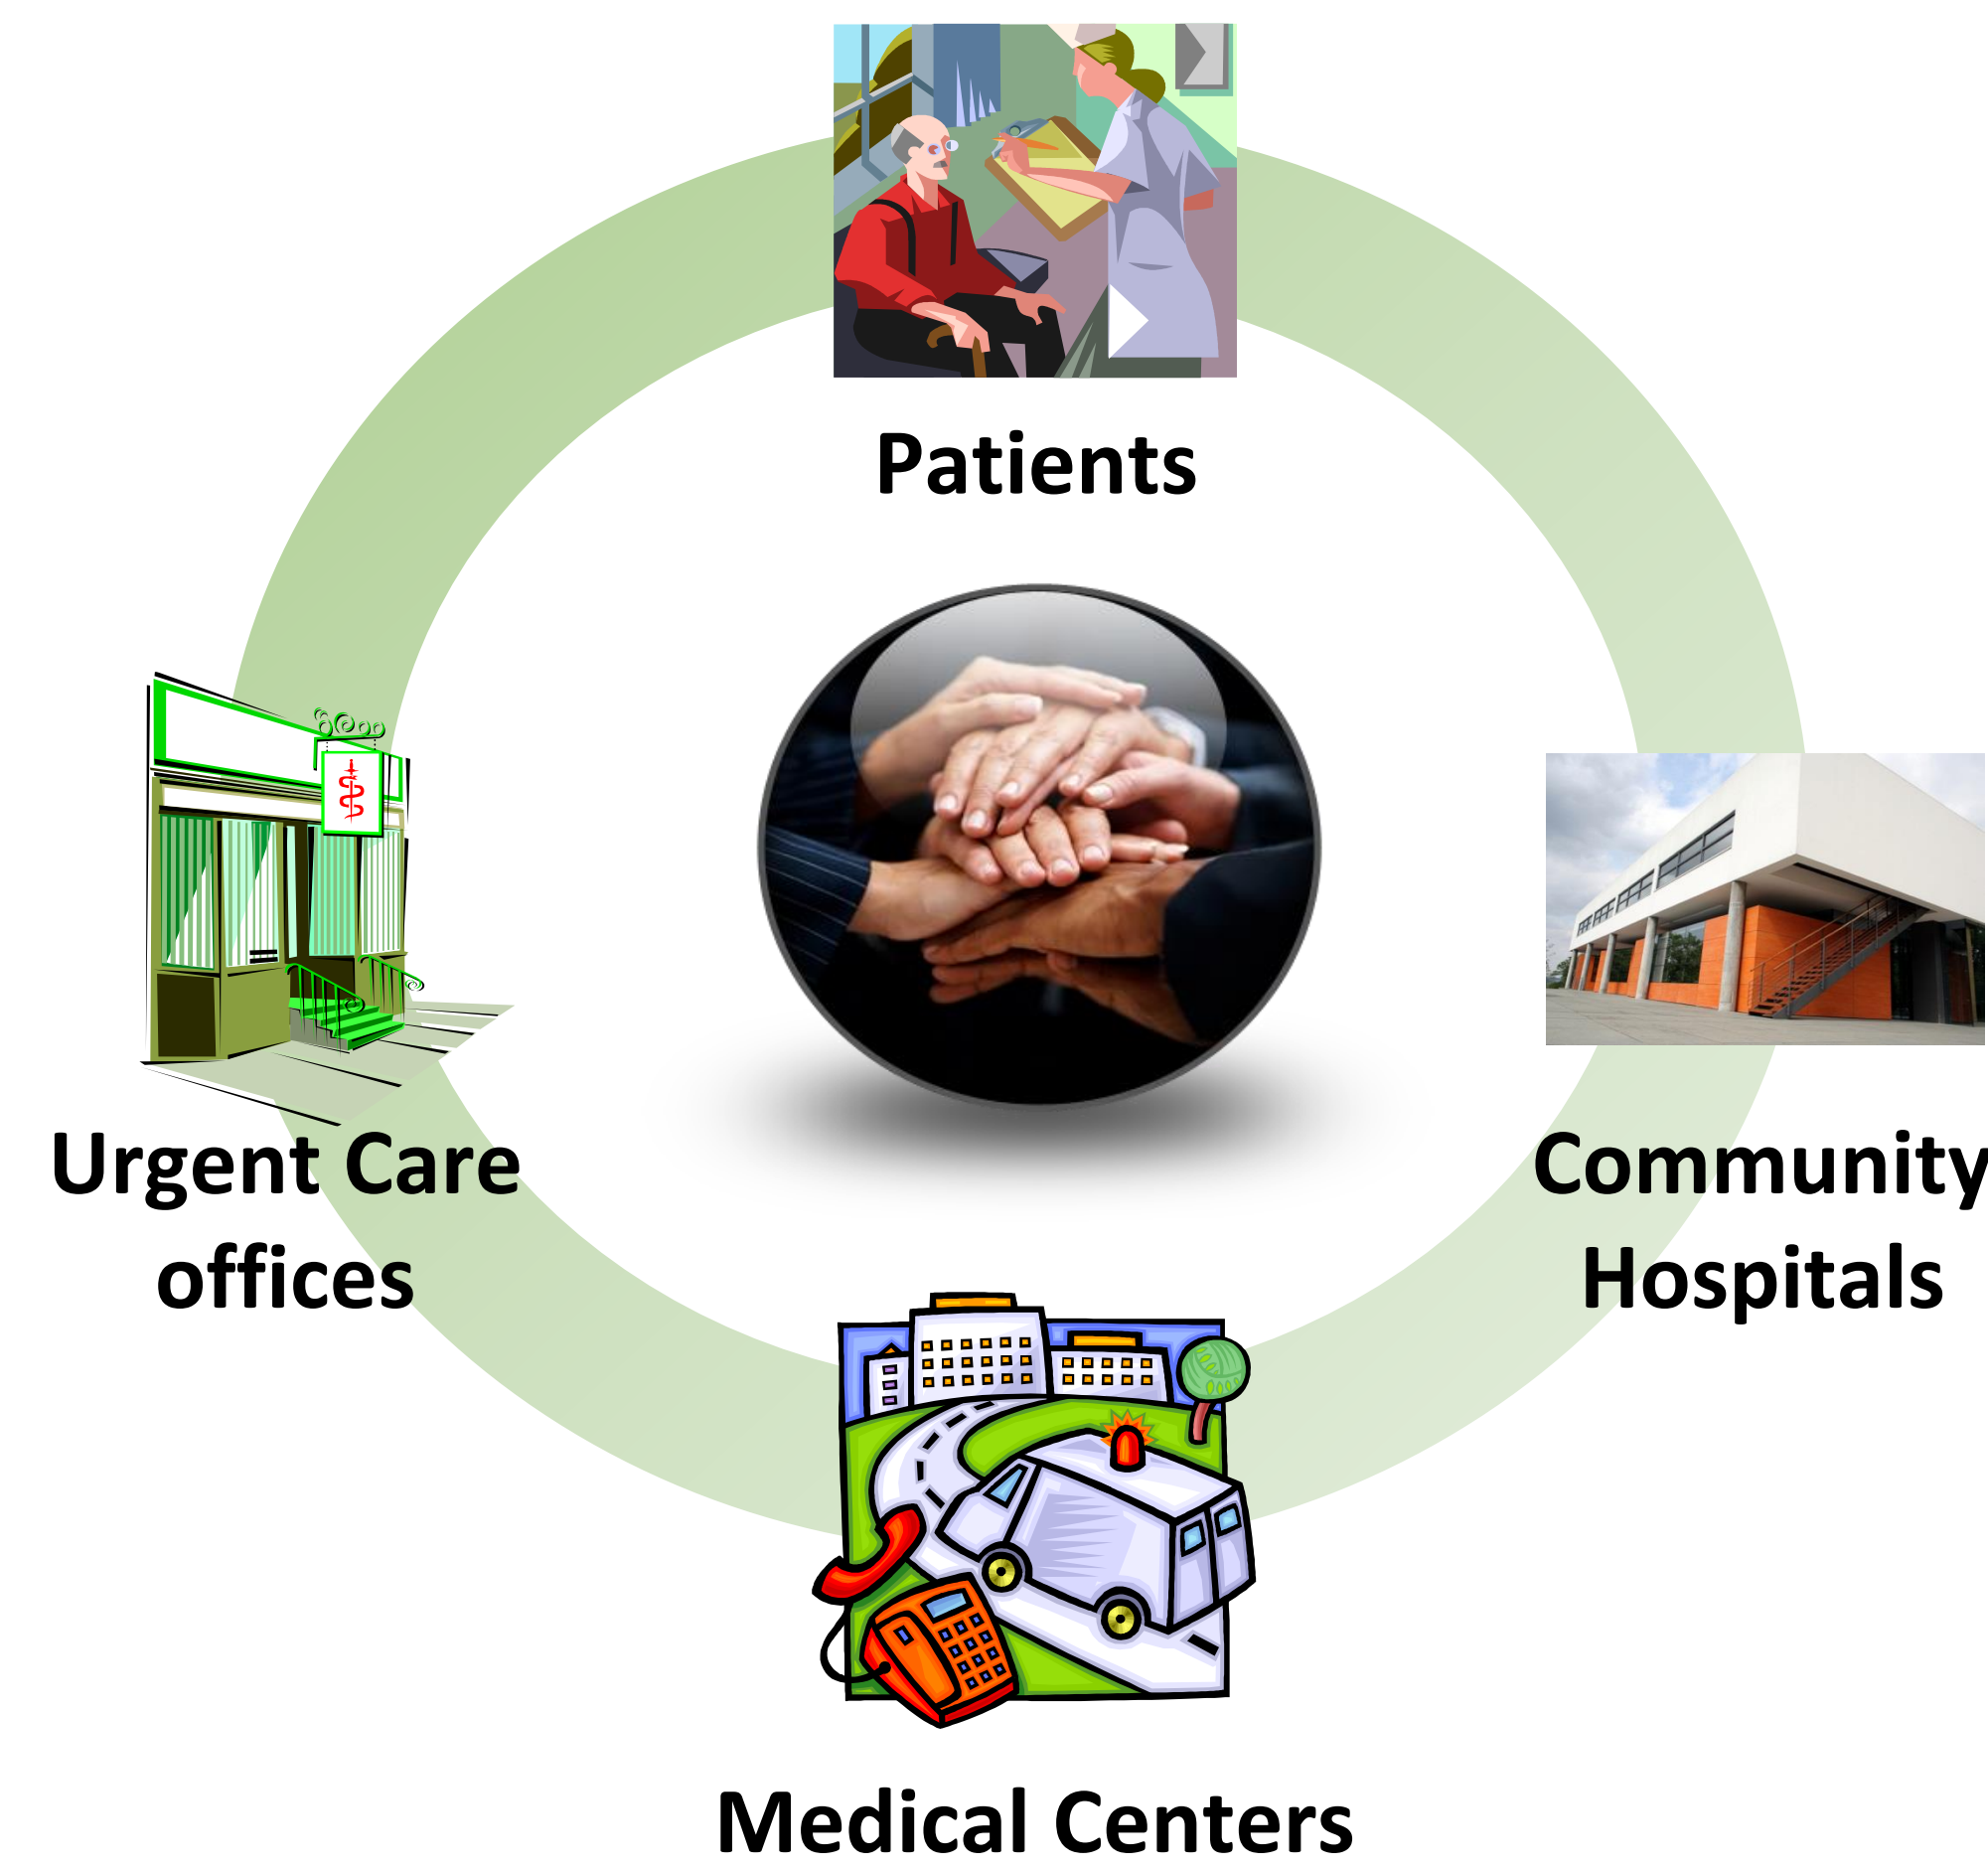 Patients
Urgent Care
offices
Community
Hospitals
Medical Centers